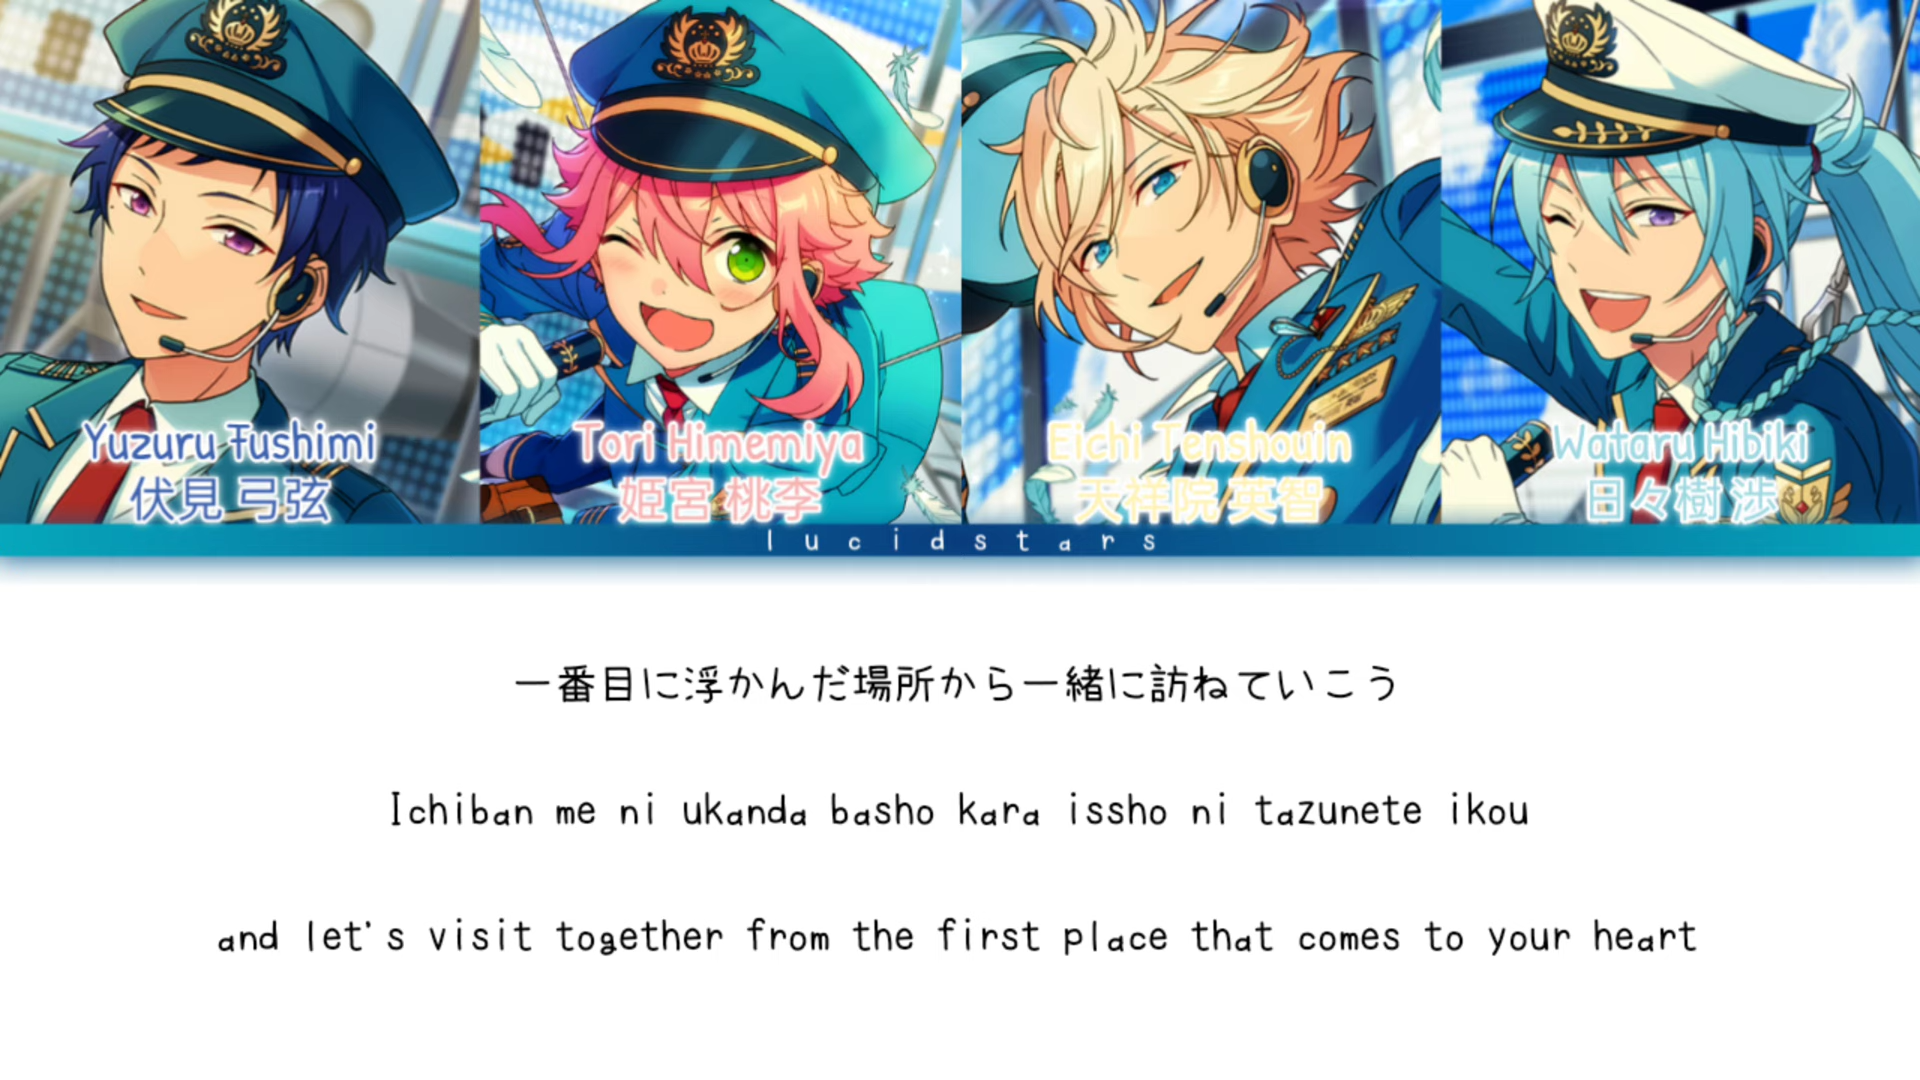 Yuzuru Fushimi
伏見 弓弦
Tori Himemiya
姫宮 桃李
Eichi Tenshouin
天祥院 英智
Wataru Hibiki
日々樹 渉
lucidstars
一番目に浮かんだ場所から一緒に訪ねていこう
Ichiban me ni ukanda basho kara issho ni tazunete ikou
and let's visit together from the first place that comes to your heart